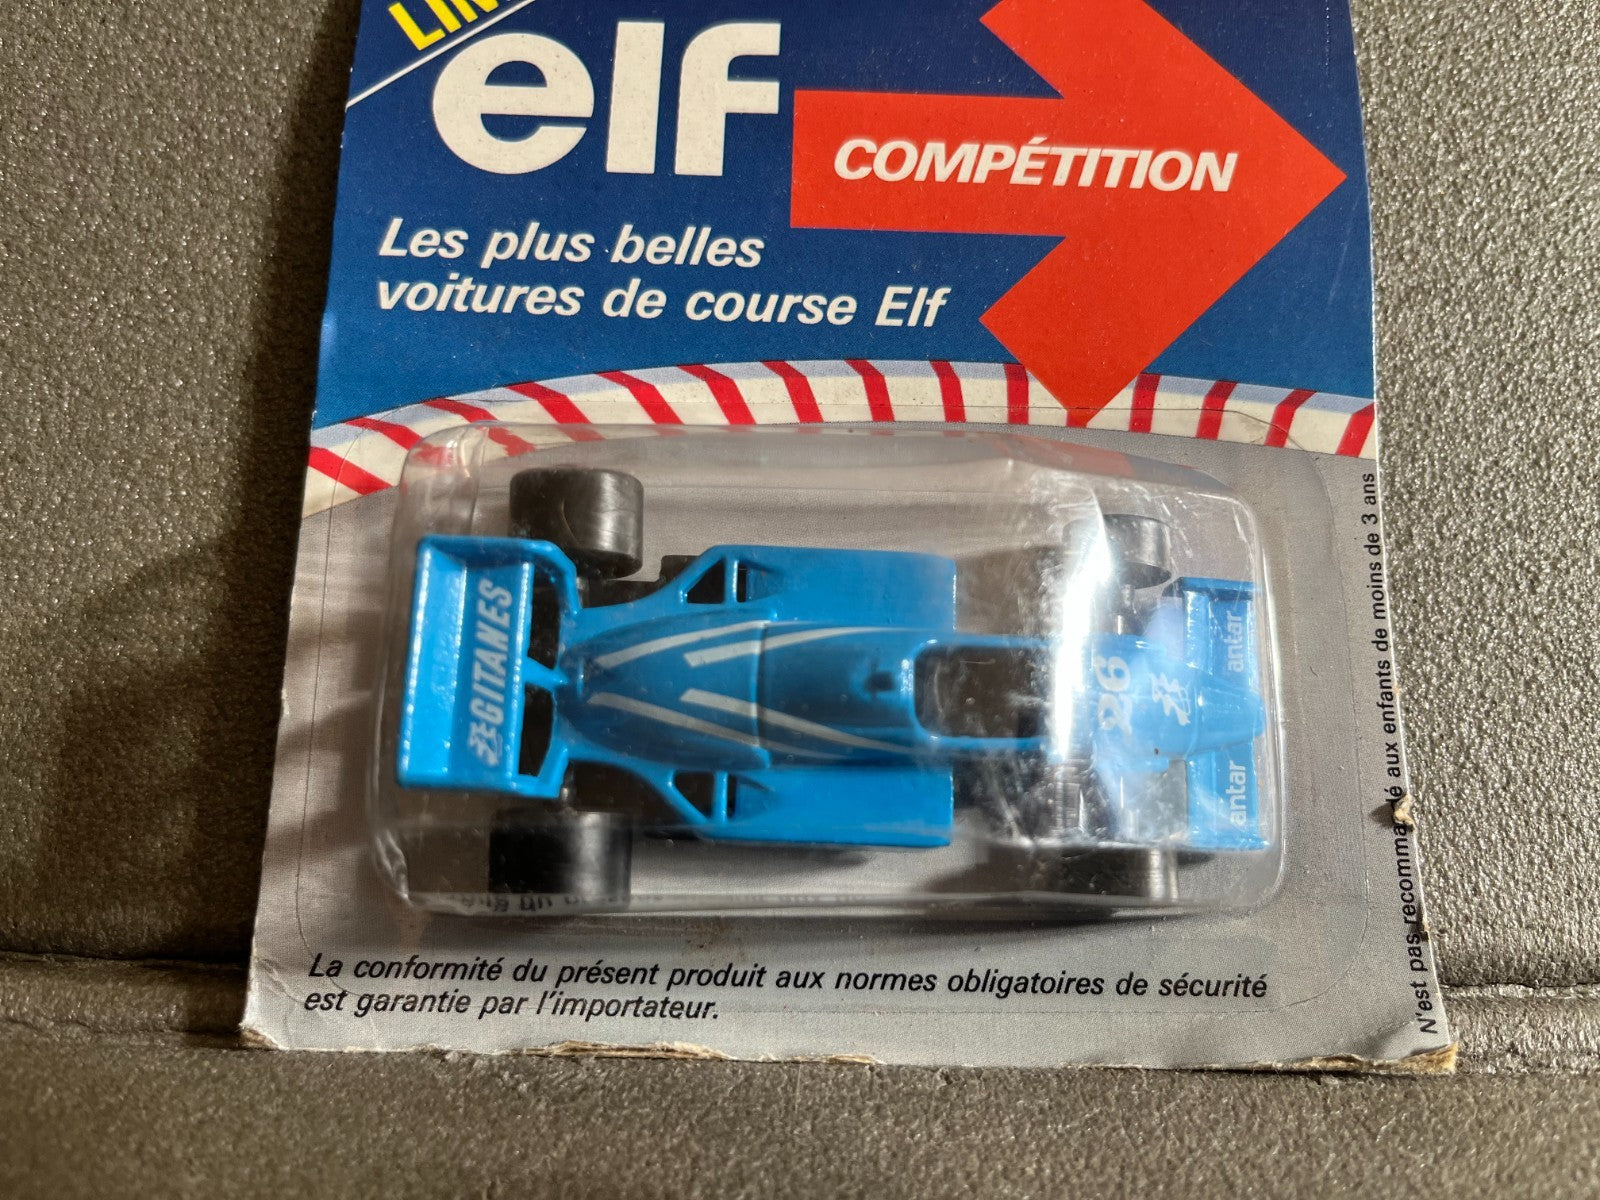 elf
COMPÉTITION
Les plus belles
voitures de course Elf
GITANES
26
antar
antar
La conformité du présent produit aux normes obligatoires de sécurité
est garantie par l'importateur.
N'est pas aux enfants de moins de 3 ans